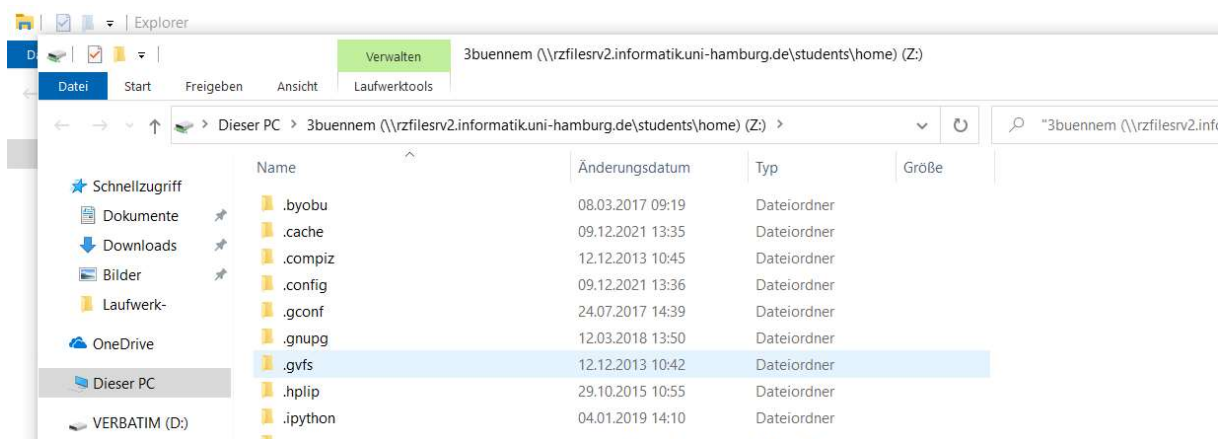 Explorer
3buennem (\\rzfilesrv2.informatik.uni-hamburg.de\students\home) (Z:)
Verwalten
Datei Start Freigeben Ansicht Laufwerktools
Dieser PC > 3buennem (\\rzfilesrv2.informatik.uni-hamburg.de\students\home) (Z:) >
"3buennem (\\rzfilesrv2.inf
Name Änderungsdatum Typ Größe
Schnellzugriff
Dokumente
Downloads
Bilder
Laufwerk-
OneDrive
Dieser PC
VERBATIM (D:)
.byobu 08.03.2017 09:19 Dateiordner
.cache 09.12.2021 13:35 Dateiordner
.compiz 12.12.2013 10:45 Dateiordner
.config 09.12.2021 13:36 Dateiordner
.gconf 24.07.2017 14:39 Dateiordner
.gnupg 12.03.2018 13:50 Dateiordner
.gvfs 12.12.2013 10:42 Dateiordner
.hplip 29.10.2015 10:55 Dateiordner
.ipython 04.01.2019 14:10 Dateiordner